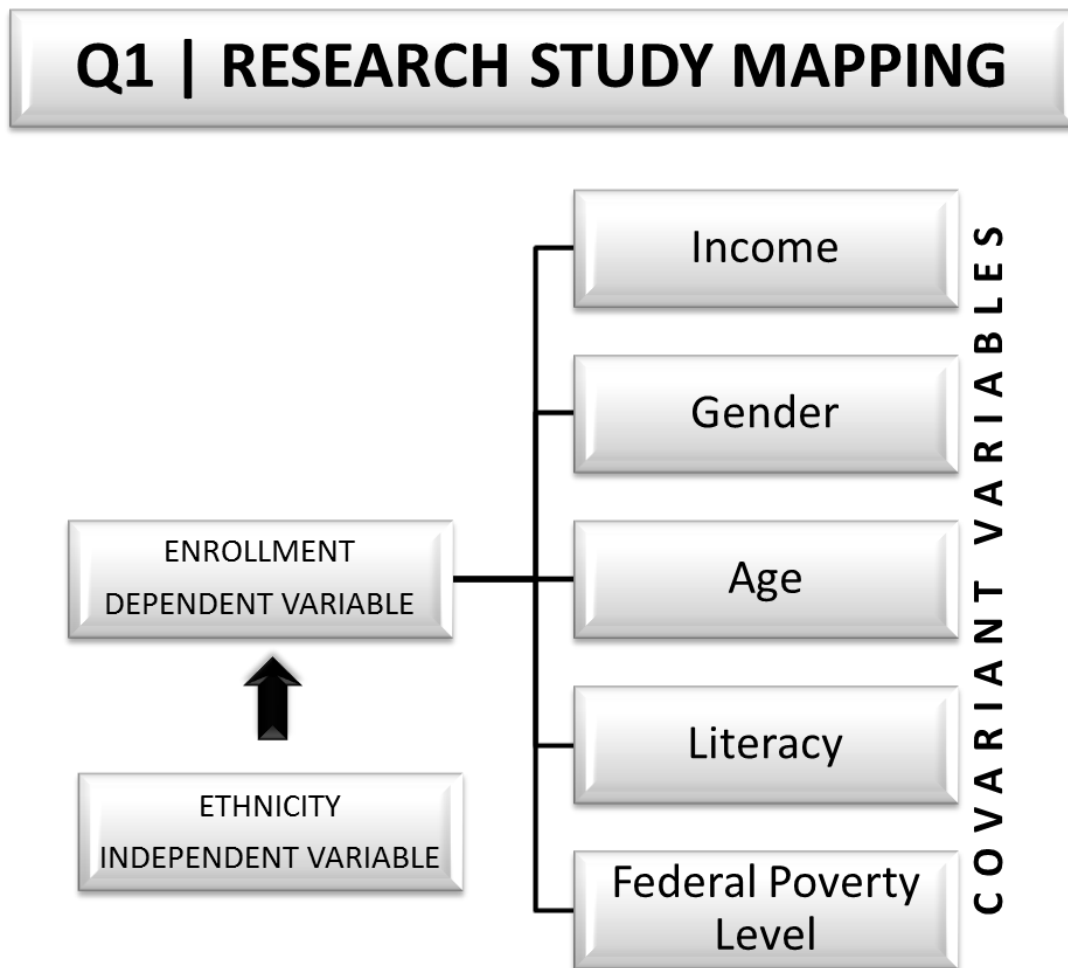 Q1 | RESEARCH STUDY MAPPING
Income
Gender
Age
Literacy
Federal Poverty
Level
COVARIANT VARIABLES
ENROLLMENT
DEPENDENT VARIABLE
ETHNICITY
INDEPENDENT VARIABLE